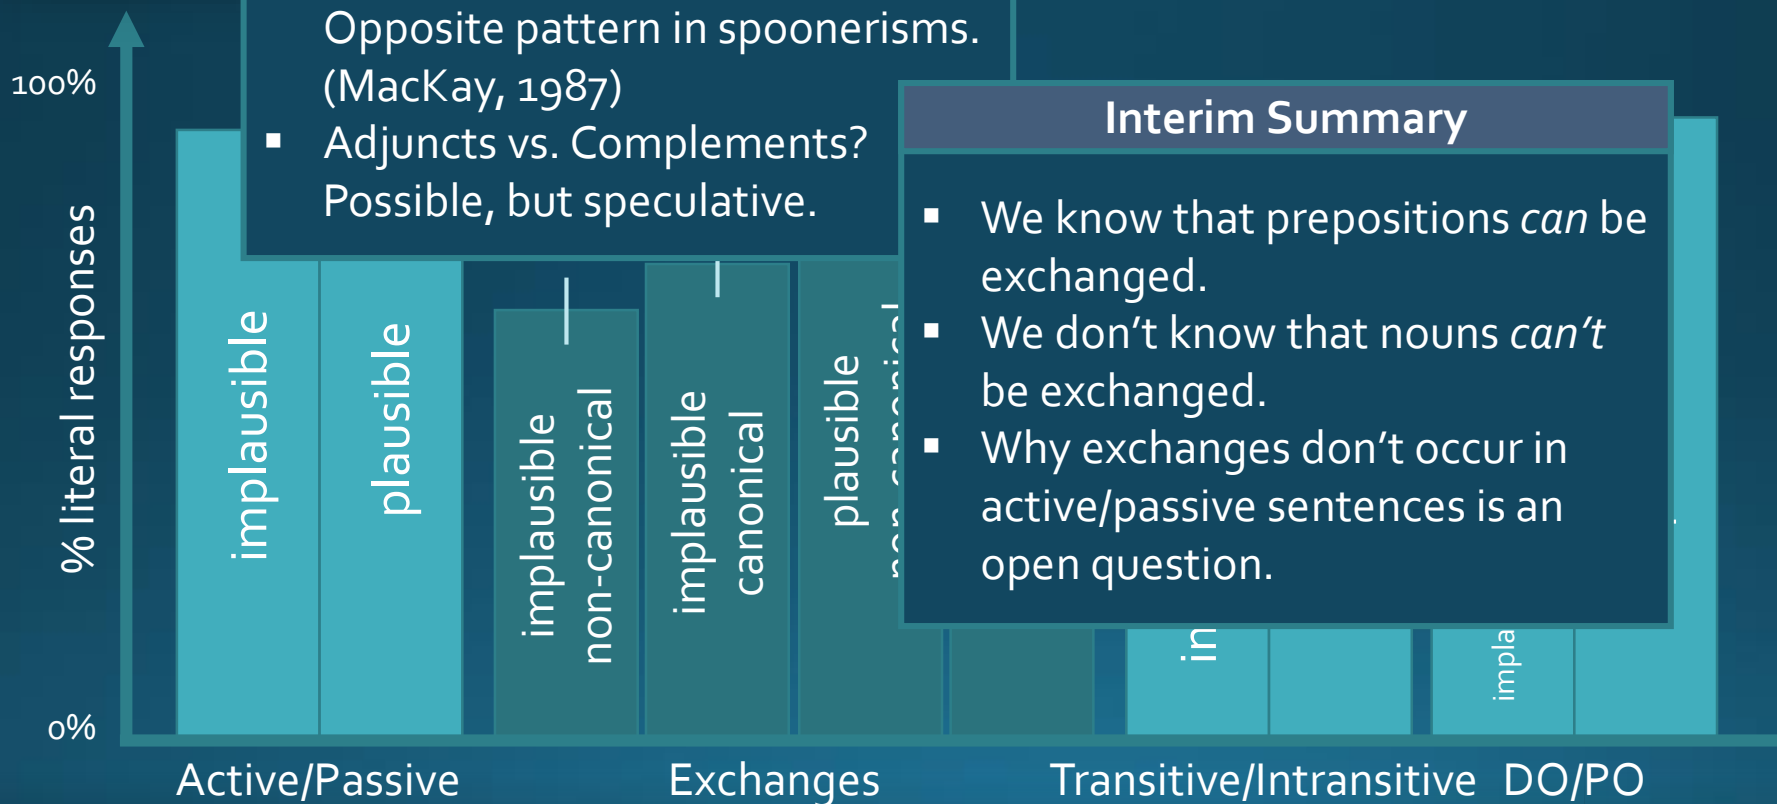 Opposite pattern in spoonerisms.
(MacKay, 1987)
▪ Adjuncts vs. Complements?
Possible, but speculative.
Interim Summary
▪ We know that prepositions can be
exchanged.
▪ We don’t know that nouns can’t
be exchanged.
▪ Why exchanges don’t occur in
active/passive sentences is an
open question.
100%
% literal responses
0%
implausible
plausible
implausible
non-canonical
implausible
canonical
plausible
non-canonical
in
impla
Active/Passive
Exchanges
Transitive/Intransitive
DO/PO